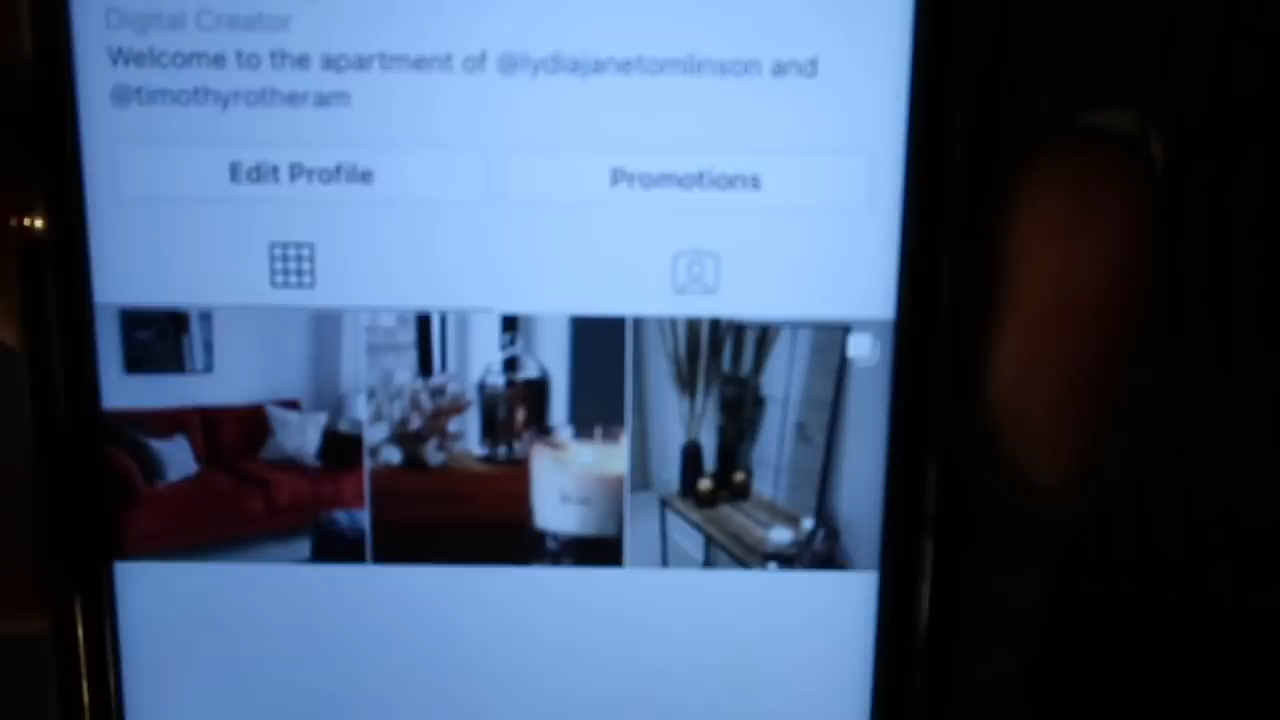 Digital Creator
Welcome to the apartment of @lydiajanetomlinson and
@timothyrotheram
Edit Profile
Promotions